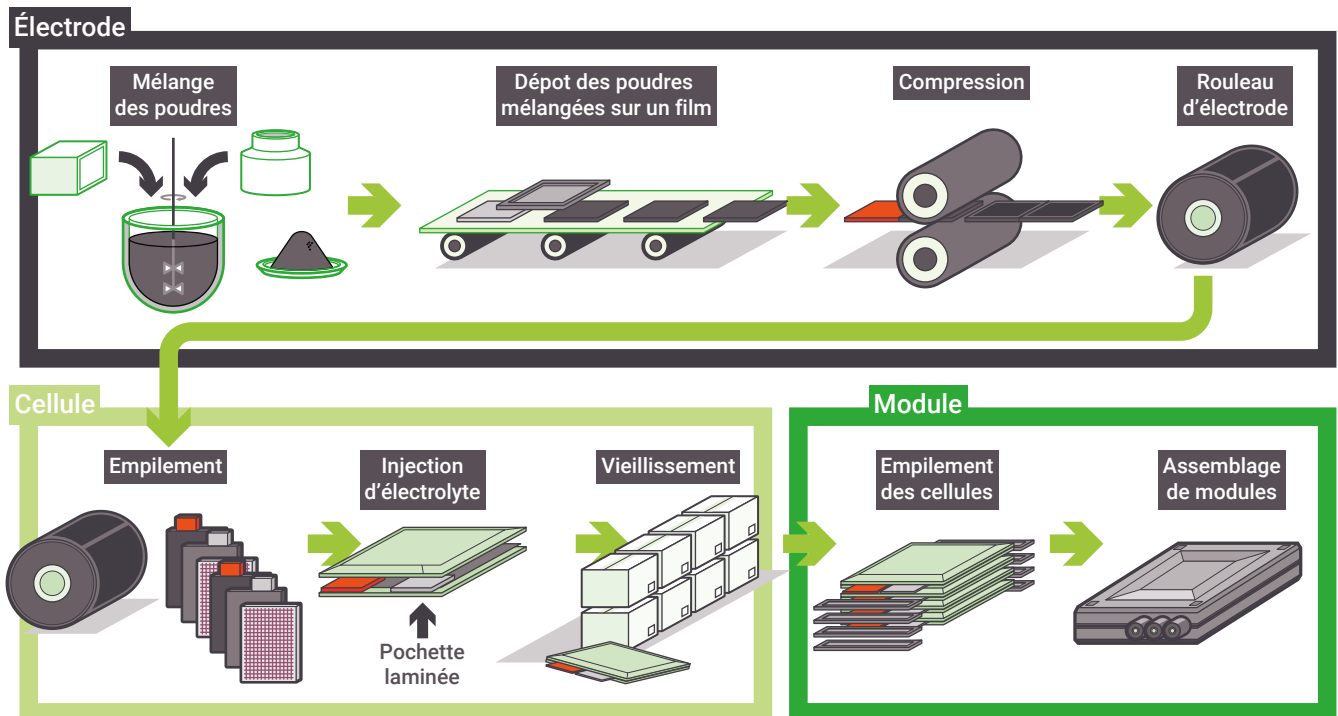 Électrode
Mélange
des poudres
Dépot des poudres
mélangées sur un film
Compression
Rouleau
d’électrode
Cellule
Empilement
Injection
d’électrolyte
Pochette
laminée
Vieillissement
Module
Empilement
des cellules
Assemblage
de modules